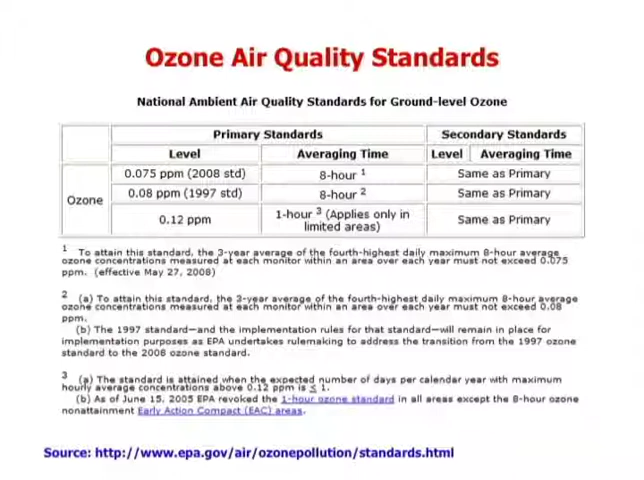 Ozone Air Quality Standards
National Ambient Air Quality Standards for Ground-level Ozone
Primary Standards Secondary Standards
Level Averaging Time Level Averaging Time
Ozone
0.075 ppm (2008 std) 8-hour 1 Same as Primary
0.08 ppm (1997 std) 8-hour 2 Same as Primary
0.12 ppm 1-hour 3 (Applies only in limited areas) Same as Primary
1 To attain this standard, the 3-year average of the fourth-highest daily maximum 8-hour average
ozone concentrations measured at each monitor within an area over each year must not exceed 0.075
ppm. (effective May 27, 2008)
2 (a) To attain this standard, the 3-year average of the fourth-highest daily maximum 8-hour average
ozone concentrations measured at each monitor within an area over each year must not exceed 0.08
ppm.
(b) The 1997 standard—and the implementation rules for that standard—will remain in place for
implementation purposes as EPA undertakes rulemaking to address the transition from the 1997 ozone
standard to the 2008 ozone standard.
3 (a) The standard is attained when the expected number of days per calendar year with maximum
hourly average concentrations above 0.12 ppm is ≤ 1.
(b) As of June 15, 2005 EPA revoked the 1-hour ozone standard in all areas except the 8-hour ozone
nonattainment Early Action Compact (EAC) areas.
Source: http://www.epa.gov/air/ozonepollution/standards.html